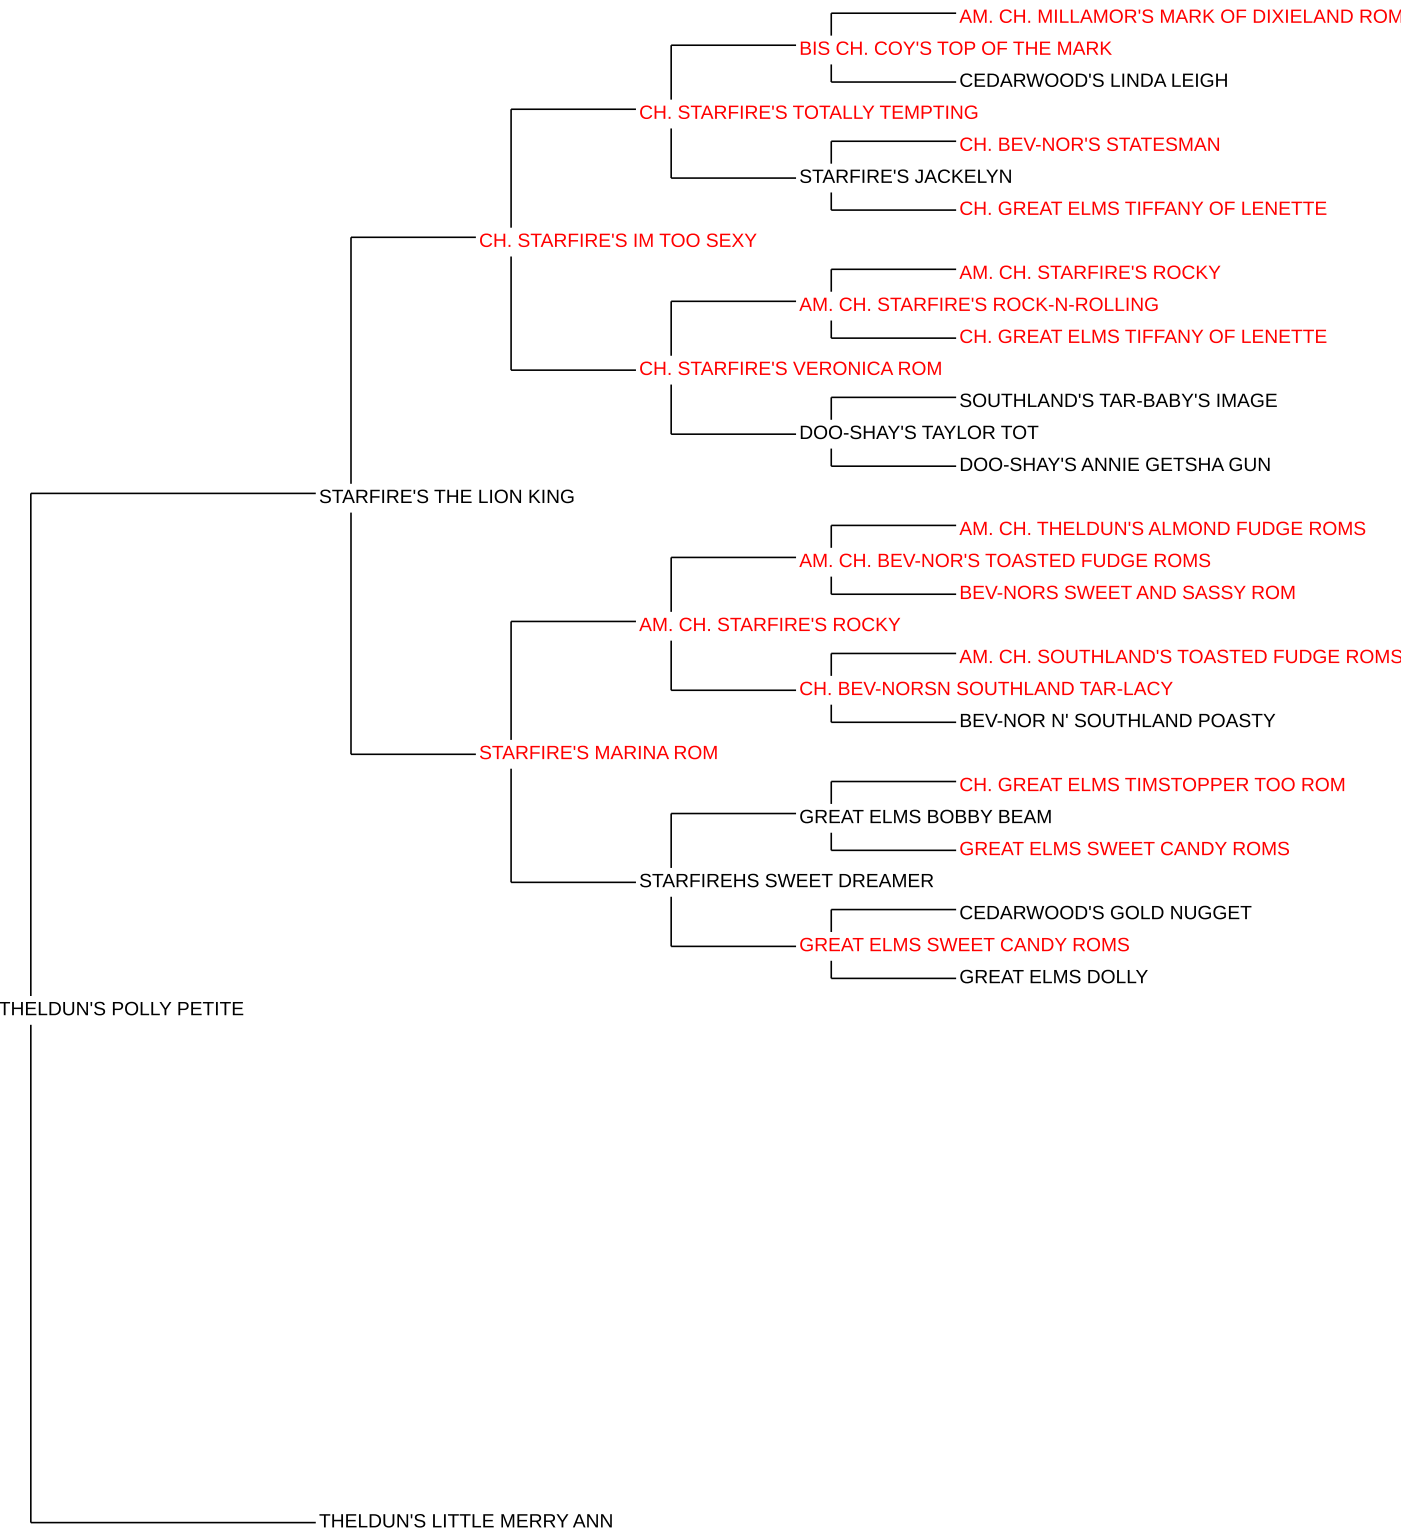 AM. CH. MILLAMOR'S MARK OF DIXIELAND ROM
BIS CH. COY'S TOP OF THE MARK
CEDARWOOD'S LINDA LEIGH
CH. STARFIRE'S TOTALLY TEMPTING
CH. BEV-NOR'S STATESMAN
STARFIRE'S JACKELYN
CH. GREAT ELMS TIFFANY OF LENETTE
CH. STARFIRE'S IM TOO SEXY
AM. CH. STARFIRE'S ROCKY
AM. CH. STARFIRE'S ROCK-N-ROLLING
CH. GREAT ELMS TIFFANY OF LENETTE
CH. STARFIRE'S VERONICA ROM
SOUTHLAND'S TAR-BABY'S IMAGE
DOO-SHAY'S TAYLOR TOT
DOO-SHAY'S ANNIE GETSHA GUN
STARFIRE'S THE LION KING
AM. CH. THELDUN'S ALMOND FUDGE ROMS
AM. CH. BEV-NOR'S TOASTED FUDGE ROMS
BEV-NORS SWEET AND SASSY ROM
AM. CH. STARFIRE'S ROCKY
AM. CH. SOUTHLAND'S TOASTED FUDGE ROMS
CH. BEV-NORSN SOUTHLAND TAR-LACY
BEV-NOR N' SOUTHLAND POASTY
STARFIRE'S MARINA ROM
CH. GREAT ELMS TIMSTOPPER TOO ROM
GREAT ELMS BOBBY BEAM
GREAT ELMS SWEET CANDY ROMS
STARFIREHS SWEET DREAMER
CEDARWOOD'S GOLD NUGGET
GREAT ELMS SWEET CANDY ROMS
GREAT ELMS DOLLY
THELDUN'S POLLY PETITE
THELDUN'S LITTLE MERRY ANN